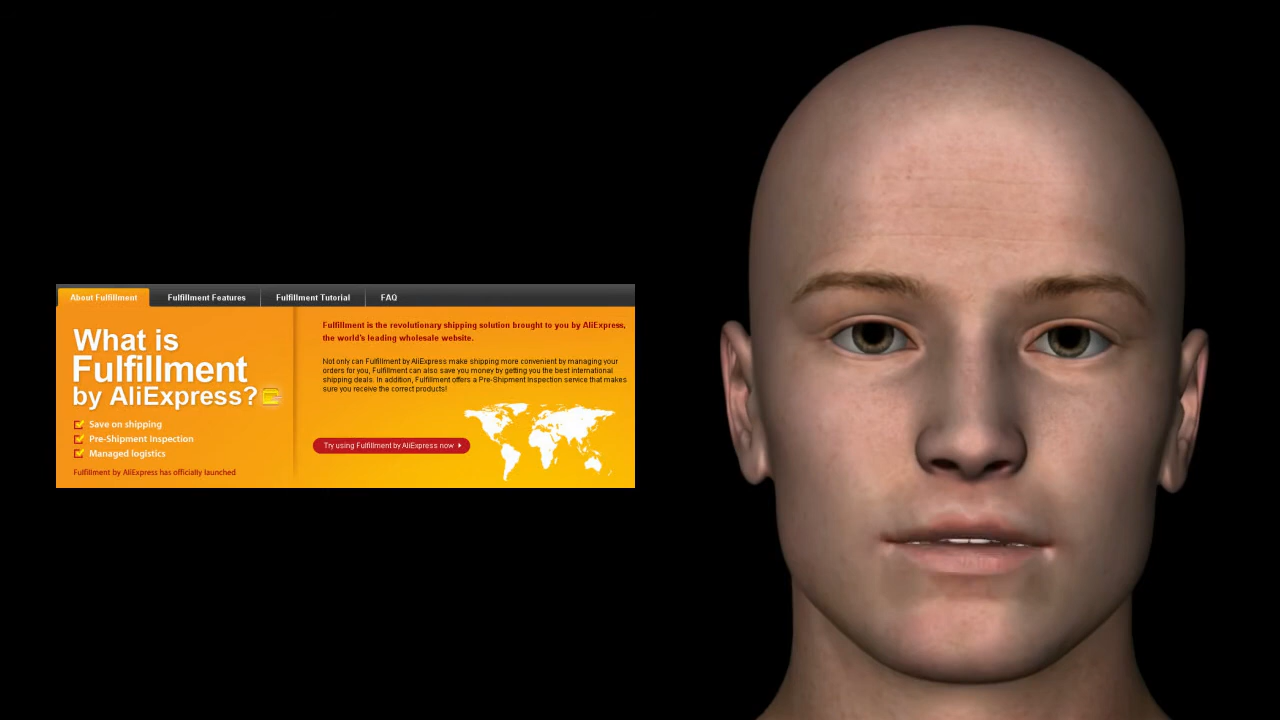 About Fulfillment Fulfillment Features Fulfillment Tutorial FAQ
What is
Fulfillment
by AliExpress?
Save on shipping
Pre-Shipment inspection
Managed logistics
Fulfillment by AliExpress has officially launched.
Fulfillment is the revolutionary shipping solution brought to you by AliExpress,
the world's leading wholesale website.
Not only can Fulfillment by AliExpress make shipping more convenient by managing your
orders for you, Fulfillment can also save you money by getting you the best international
shipping deals. In addition, Fulfillment offers a Pre-Shipment Inspection service that makes
sure you receive the correct products!
Try using Fulfillment by AliExpress now